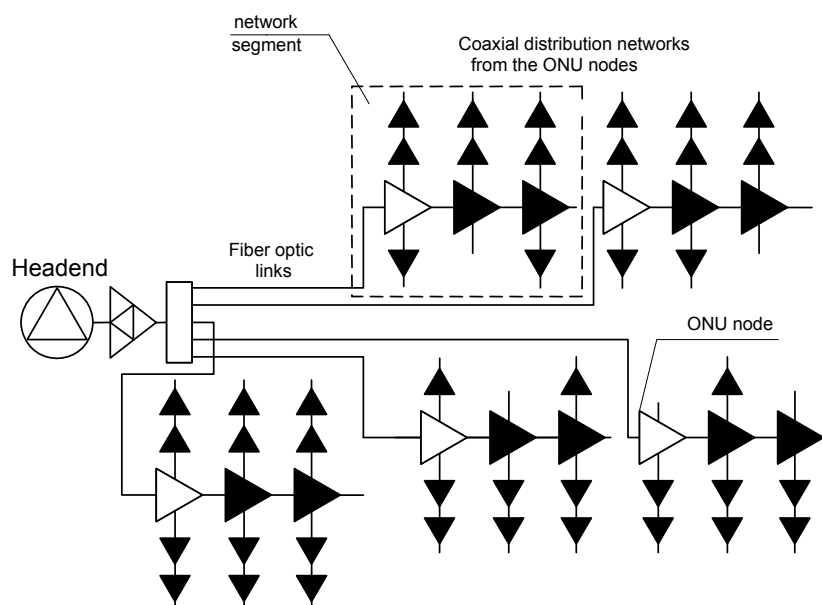 network
segment
Coaxial distribution networks
from the ONU nodes
Fiber optic
links
Headend
ONU node